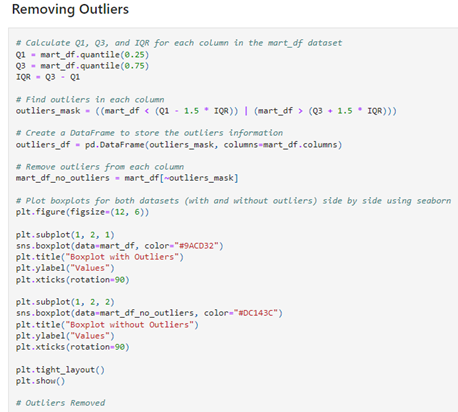 Removing Outliers
# Calculate Q1, Q3, and IQR for each column in the mart_df dataset
Q1 = mart_df.quantile(0.25)
Q3 = mart_df.quantile(0.75)
IQR = Q3 - Q1
# Find outliers in each column
outliers_mask = ((mart_df < (Q1 - 1.5 * IQR)) | (mart_df > (Q3 + 1.5 * IQR)))
# Create a DataFrame to store the outliers information
outliers_df = pd.DataFrame(outliers_mask, columns=mart_df.columns)
# Remove outliers from each column
mart_df_no_outliers = mart_df[~outliers_mask]
# Plot boxplots for both datasets (with and without outliers) side by side using seaborn
plt.figure(figsize=(12, 6))
plt.subplot(1, 2, 1)
sns.boxplot(data=mart_df, color="#9ACD32")
plt.title("Boxplot with Outliers")
plt.ylabel("Values")
plt.xticks(rotation=90)
plt.subplot(1, 2, 2)
sns.boxplot(data=mart_df_no_outliers, color="#DC143C")
plt.title("Boxplot without Outliers")
plt.ylabel("Values")
plt.xticks(rotation=90)
plt.tight_layout()
plt.show()
# Outliers Removed